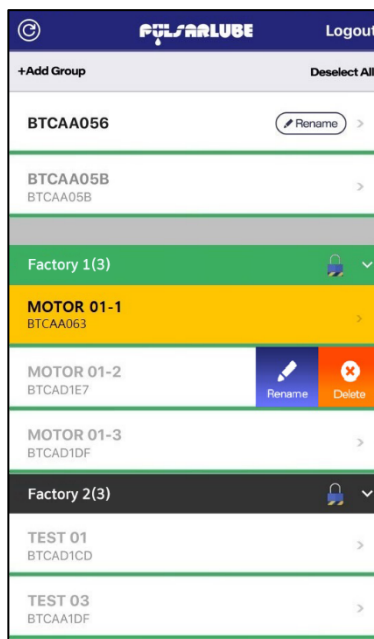 PULSARLUBE
Logout
+Add Group
Deselect All
BTCAA056
Rename
BTCAA05B
BTCAA05B
Factory 1(3)
MOTOR 01-1
BTCAA063
MOTOR 01-2
BTCAD1E7
Rename
Delete
MOTOR 01-3
BTCAD1DF
Factory 2(3)
TEST 01
BTCAD1CD
TEST 03
BTCAA1DF